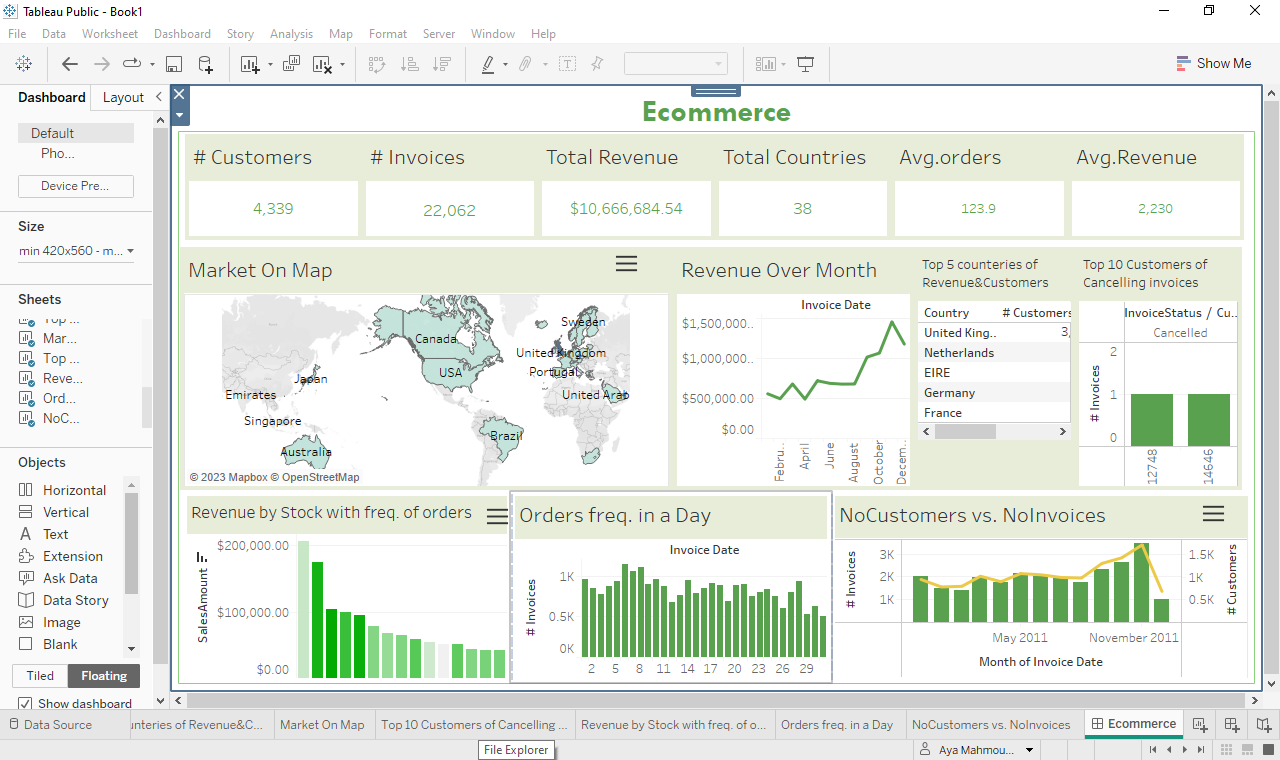 Tableau Public - Book1
File Data Worksheet Dashboard Story Analysis Map Format Server Window Help
Show Me
Dashboard Layout
Default
Pho...
Device Pre...
Size
min 420x560 - m...
Sheets
Top ...
Mar...
Top ...
Reve...
Ord...
NoC...
Objects
Horizontal
Vertical
Text
Extension
Ask Data
Data Story
Image
Blank
Tiled Floating
Show dashboard
Ecommerce
# Customers # Invoices Total Revenue Total Countries Avg.orders Avg.Revenue
4,339 22,062 $10,666,684.54 38 123.9 2,230
Market On Map
Canada
USA
Brazil
Sweden
United Kingdom
Portugal
United Arab
Japan
Emirates
Singapore
Australia
© 2023 Mapbox © OpenStreetMap
Revenue Over Month
Invoice Date
$1,500,000..
$1,000,000..
$500,000.00
$0.00
Febru..
April
June
August
October
Decem..
Top 5 counteries of
Revenue&Customers
Country # Customers
United King.. 3,
Netherlands
EIRE
Germany
France
Top 10 Customers of
Cancelling invoices
InvoiceStatus / Cu..
Cancelled
# Invoices
2
1
0
12748
14646
Revenue by Stock with freq. of orders
SalesAmount
$200,000.00
$100,000.00
$0.00
Orders freq. in a Day
Invoice Date
# Invoices
1K
0.5K
0K
2 5 8 11 14 17 20 23 26 29
NoCustomers vs. NoInvoices
# Invoices
3K
2K
1K
1.5K
1K
0.5K
# Customers
May 2011 November 2011
Month of Invoice Date
Data Source unteries of Revenue&C... Market On Map Top 10 Customers of Cancelling ... Revenue by Stock with freq. of o... Orders freq. in a Day NoCustomers vs. NoInvoices Ecommerce
File Explorer
Aya Mahmou...